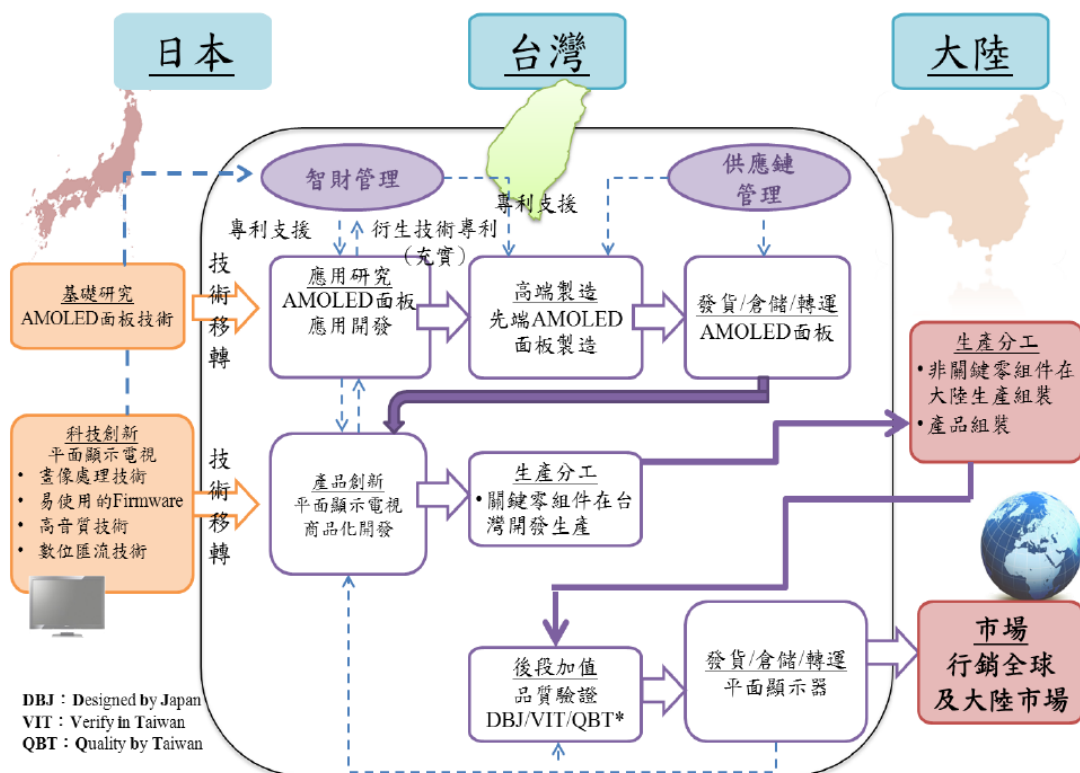 日本
台灣
大陸
智財管理
供應鏈
管理
專利支援
專利支援
衍生技術專利
(充實)
技術移轉
基礎研究
AMOLED面板技術
應用研究
AMOLED面板
應用開發
高端製造
先端AMOLED
面板製造
發貨/倉儲/轉運
AMOLED面板
生產分工
•非關鍵零組件在
大陸生產組裝
•產品組裝
科技創新
平面顯示電視
• 畫像處理技術
• 易使用的Firmware
• 高音質技術
• 數位匯流技術
技術移轉
產品創新
平面顯示電視
商品化開發
生產分工
•關鍵零組件在台
灣開發生產
後段加值
品質驗證
DBJ/VIT/QBT*
發貨/倉儲/轉運
平面顯示器
市場
行銷全球
及大陸市場
DBJ：Designed by Japan
VIT：Verify in Taiwan
QBT：Quality by Taiwan